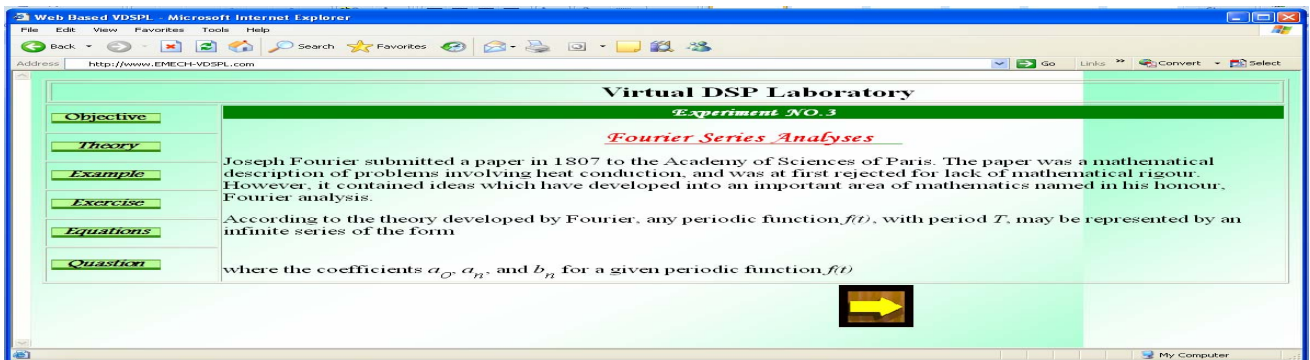 Web Based VDSPL - Microsoft Internet Explorer
File Edit View Favorites Tools Help
Back Search Favorites
Address http://www.EMECH-VDSPL.com Go Links » Convert Select
Virtual DSP Laboratory
Experiment NO.3
Objective
Theory
Example
Exercise
Equations
Quastion
Fourier Series Analyses
Joseph Fourier submitted a paper in 1807 to the Academy of Sciences of Paris. The paper was a mathematical
description of problems involving heat conduction, and was at first rejected for lack of mathematical rigour.
However, it contained ideas which have developed into an important area of mathematics named in his honour,
Fourier analysis.
According to the theory developed by Fourier, any periodic function f(t), with period T, may be represented by an
infinite series of the form
where the coefficients a_O, a_n, and b_n for a given periodic function f(t)
My Computer